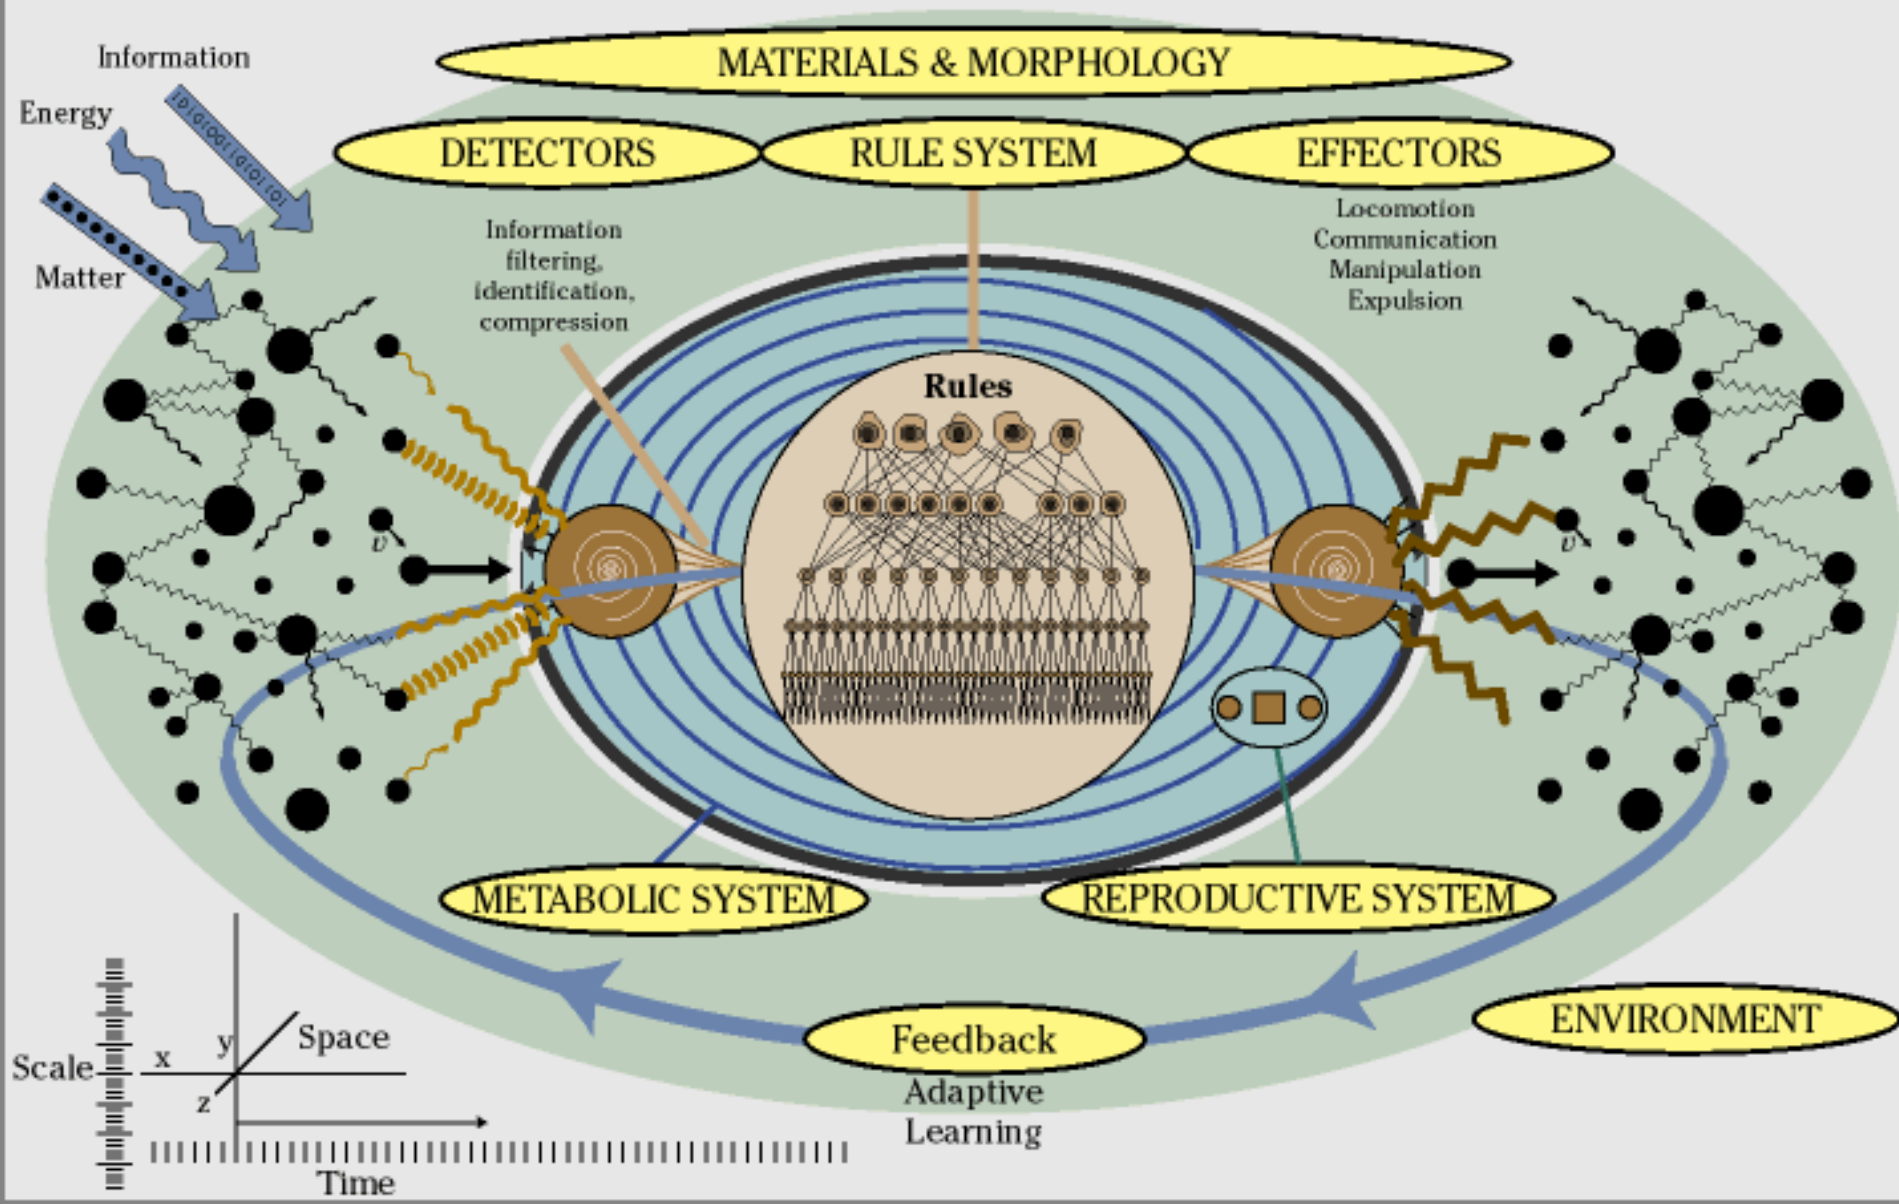 Information
Energy
Matter
101010011010101101
MATERIALS & MORPHOLOGY
DETECTORS
RULE SYSTEM
EFFECTORS
Information
filtering,
identification,
compression
Locomotion
Communication
Manipulation
Expulsion
Rules
v
v
METABOLIC SYSTEM
REPRODUCTIVE SYSTEM
Feedback
Adaptive
Learning
ENVIRONMENT
Scale
x
y
z
Space
Time